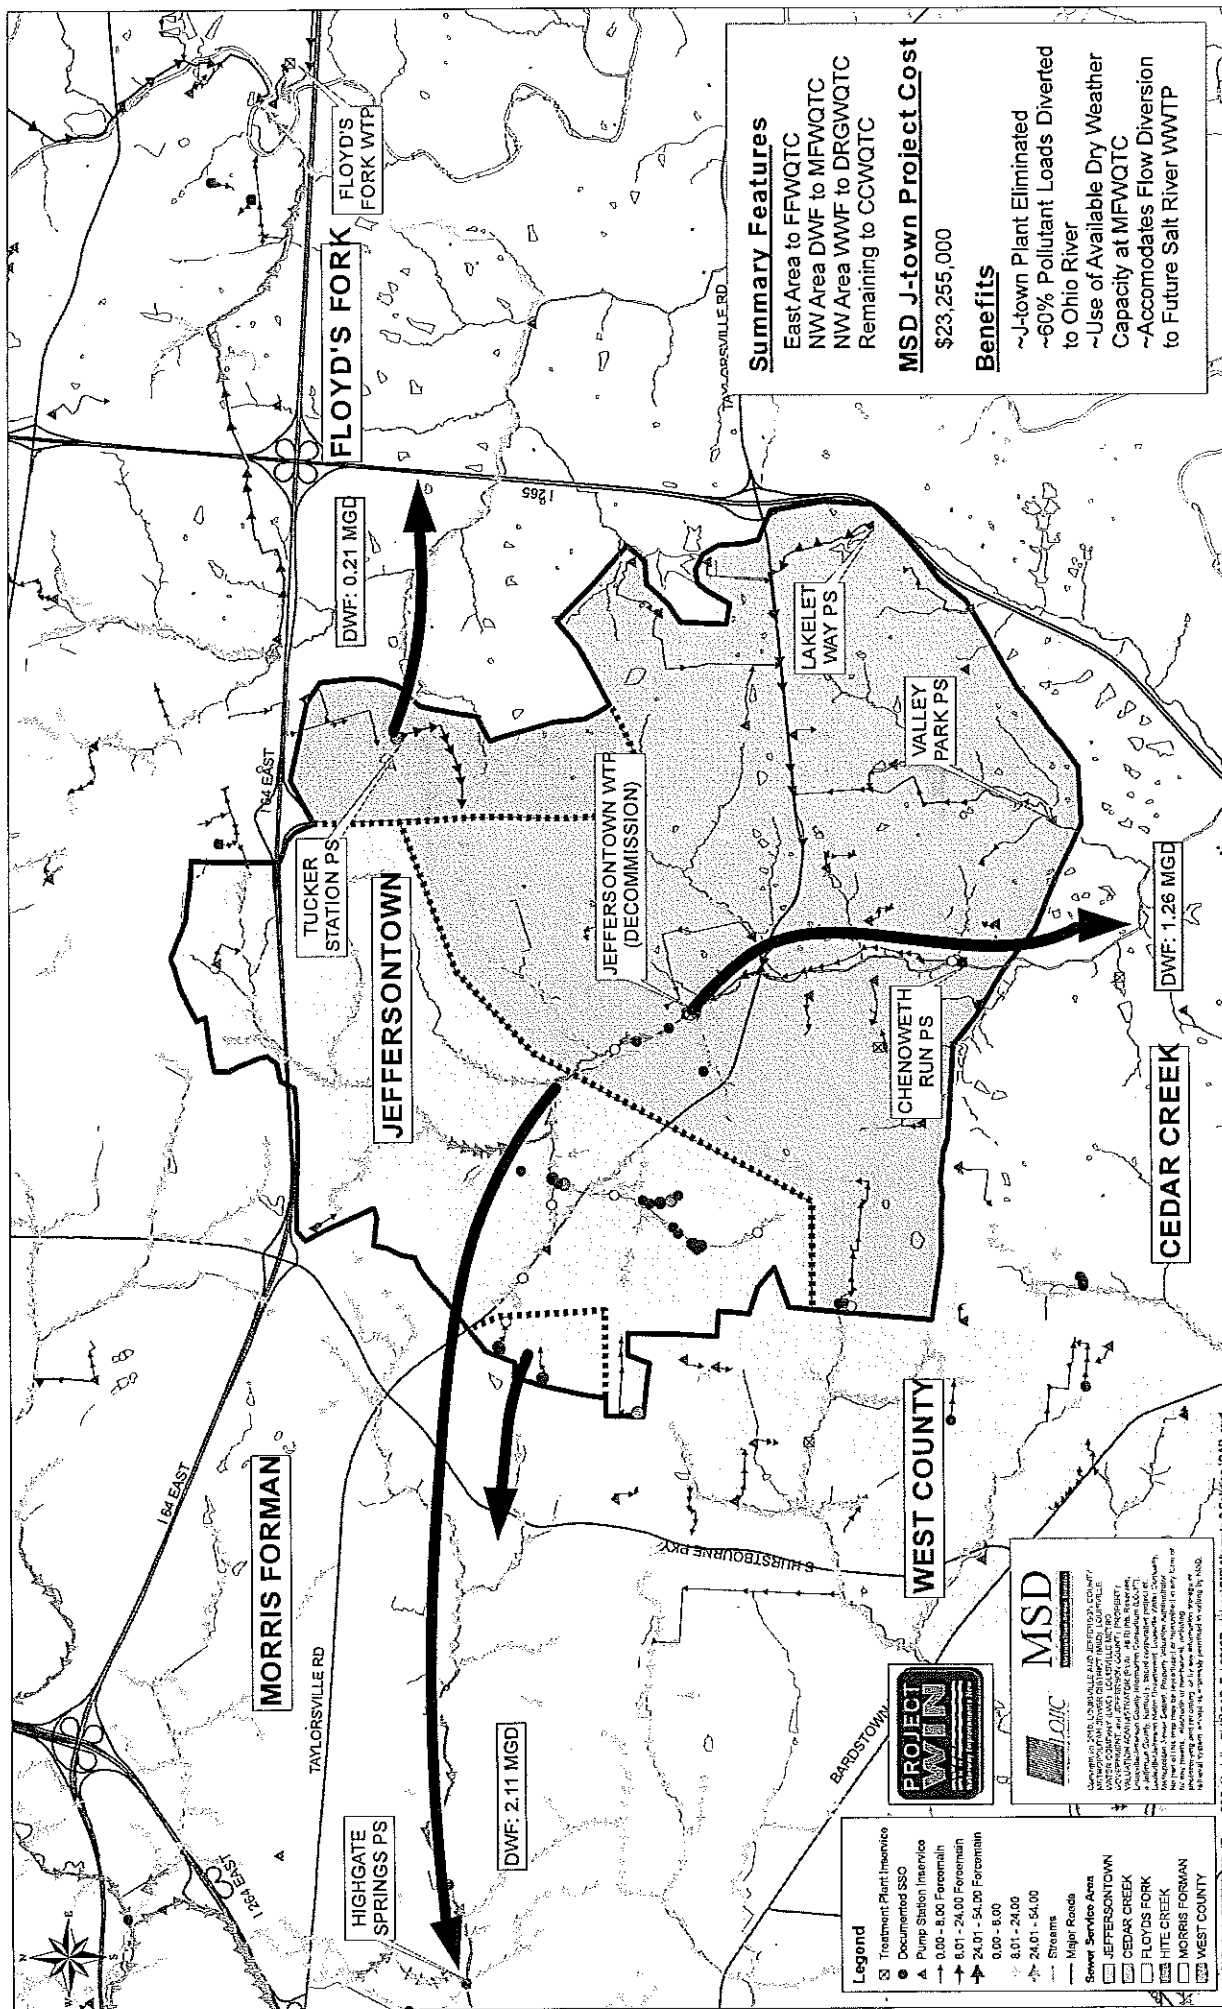 Summary Features
East Area to FFWQTC
NW Area DWF to MFWQTC
NW Area WWF to DRGWQTC
Remaining to CCWQTC
MSD J-town Project Cost
$23,255,000
Benefits
~J-town Plant Eliminated
~60% Pollutant Loads Diverted
to Ohio River
~Use of Available Dry Weather
Capacity at MFWQTC
~Accomodates Flow Diversion
to Future Salt River WWTP
FLOYD'S
FORK WTP
FLOYD'S FORK
DWF: 0.21 MGD
I 265
TAYLORSVILLE RD
LAKELET
WAY PS
VALLEY
PARK PS
I 64 EAST
TUCKER
STATION PS
JEFFERSONTOWN
JEFFERSONTOWN WTP
(DECOMMISSION)
CHENOWETH
RUN PS
DWF: 1.26 MGD
CEDAR CREEK
I 64 EAST
MORRIS FORMAN
TAYLORSVILLE RD
S HURSTBOURNE PKY
WEST COUNTY
BARDSTOWN
I 264 EAST
HIGHGATE
SPRINGS PS
DWF: 2.11 MGD
N
E
S
W
PROJECT
WIN
LOJIC
MSD
Legend
Treatment Plant Inservice
Documented SSO
Pump Station Inservice
0.00 - 8.00 Forcemain
8.01 - 24.00 Forcemain
24.01 - 54.00 Forcemain
0.00 - 8.00
8.01 - 24.00
24.01 - 54.00
Streams
Major Roads
Sewer Service Area
JEFFERSONTOWN
CEDAR CREEK
FLOYDS FORK
HITE CREEK
MORRIS FORMAN
WEST COUNTY